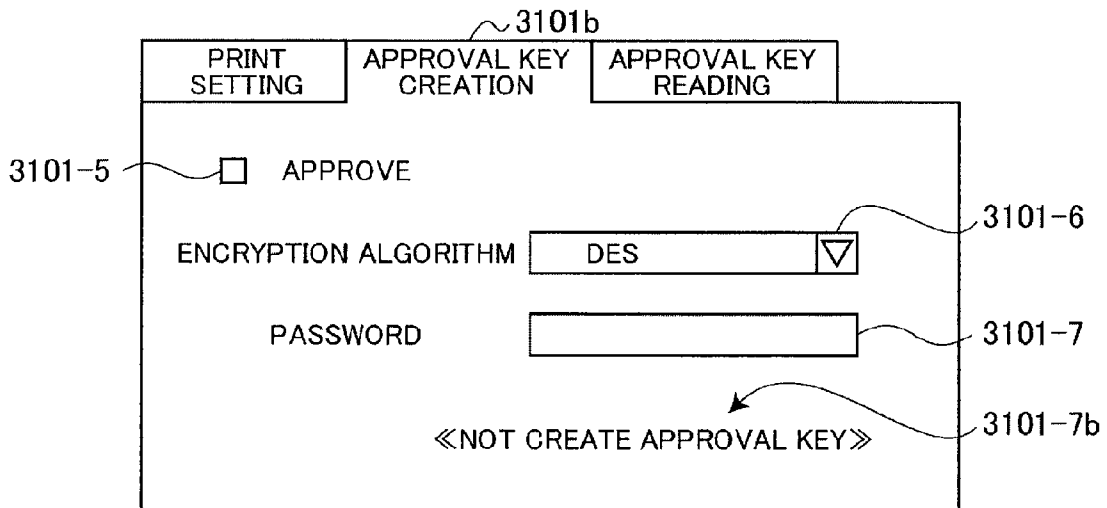 3101b
PRINT SETTING
APPROVAL KEY CREATION
APPROVAL KEY READING
3101-5
APPROVE
3101-6
ENCRYPTION ALGORITHM
DES
PASSWORD
3101-7
3101-7b
≪NOT CREATE APPROVAL KEY≫